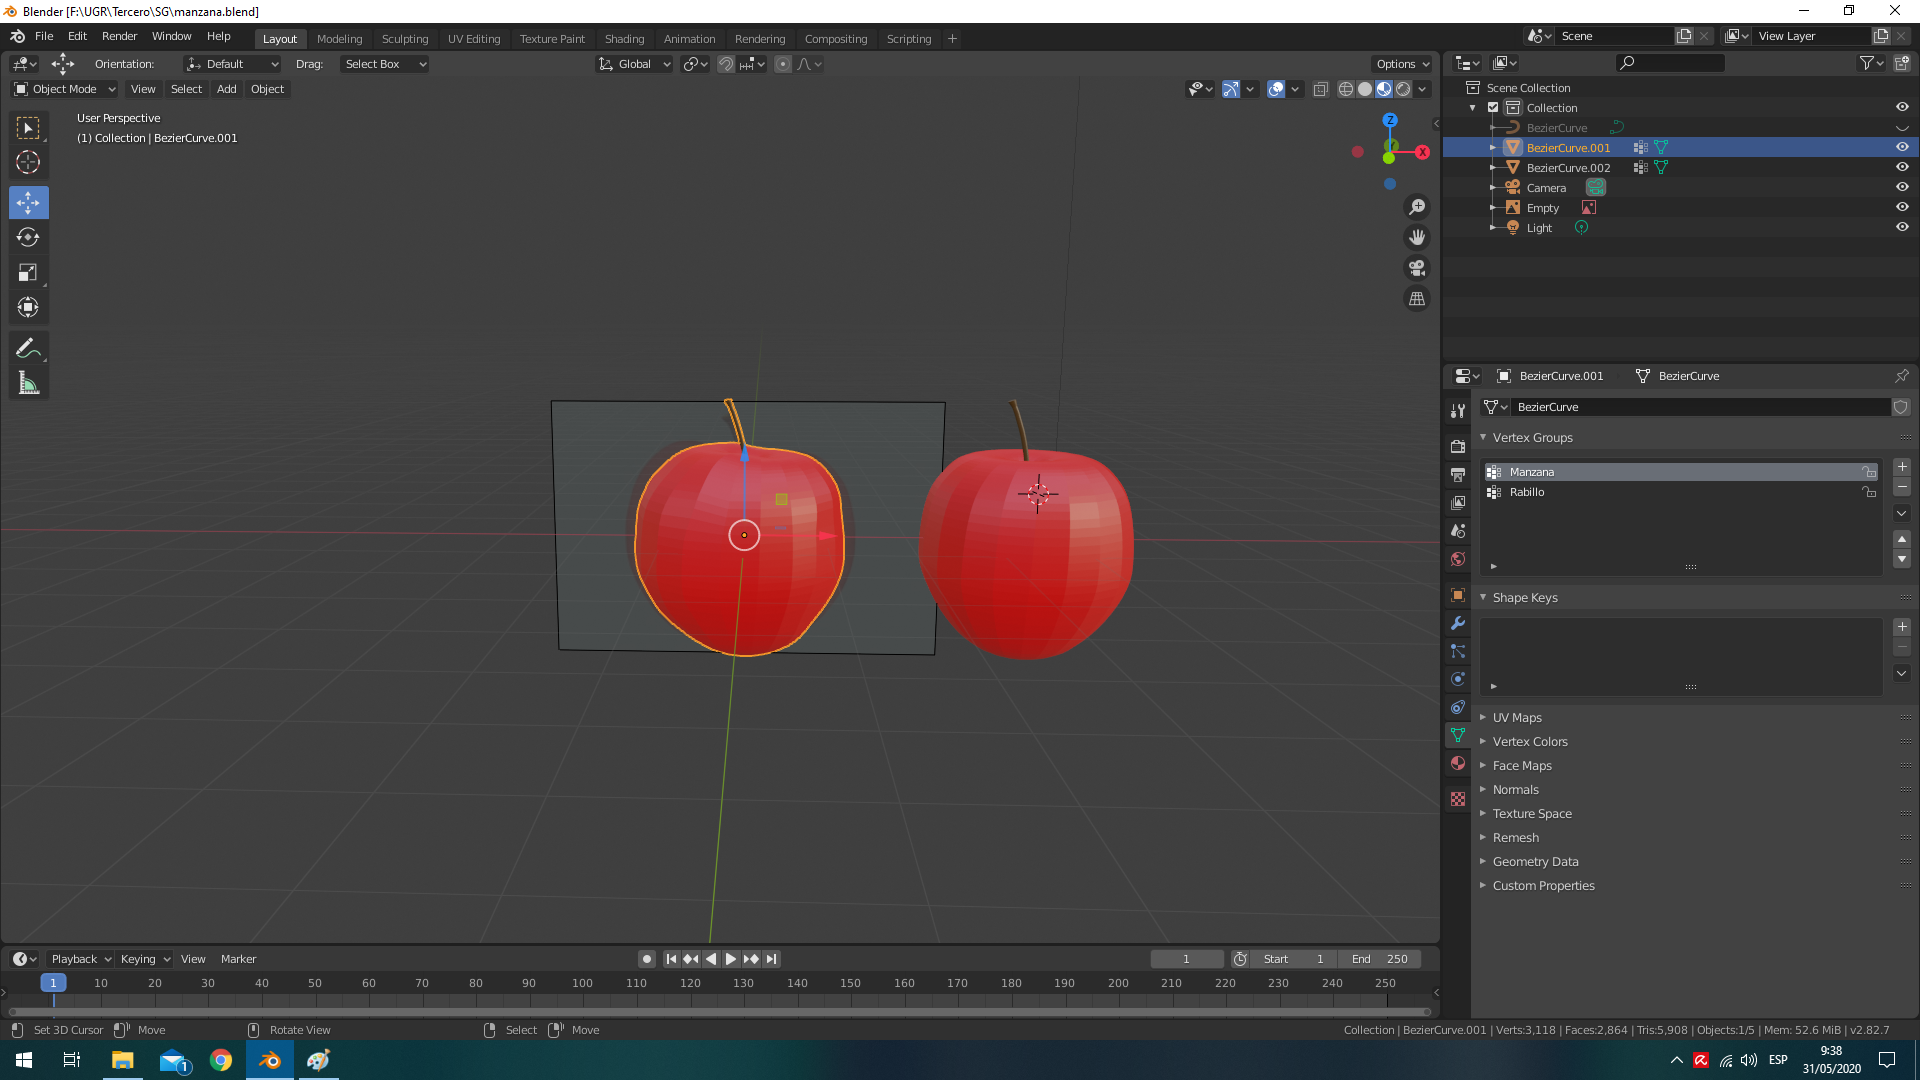 Blender [F:\UGR\Tercero\SG\manzana.blend]
File Edit Render Window Help Layout Modeling Sculpting UV Editing Texture Paint Shading Animation Rendering Compositing Scripting + Scene View Layer
Orientation: Default Drag: Select Box Global Options
Object Mode View Select Add Object
User Perspective
(1) Collection | BezierCurve.001
Z
X
Scene Collection
Collection
BezierCurve
BezierCurve.001
BezierCurve.002
Camera
Empty
Light
BezierCurve.001 BezierCurve
BezierCurve
Vertex Groups
Manzana
Rabillo
Shape Keys
UV Maps
Vertex Colors
Face Maps
Normals
Texture Space
Remesh
Geometry Data
Custom Properties
Playback Keying View Marker 1 Start 1 End 250
1 10 20 30 40 50 60 70 80 90 100 110 120 130 140 150 160 170 180 190 200 210 220 230 240 250
Set 3D Cursor Move Rotate View Select Move Collection | BezierCurve.001 | Verts:3,118 | Faces:2,864 | Tris:5,908 | Objects:1/5 | Mem: 52.6 MiB | v2.82.7
1 ESP 9:38
31/05/2020